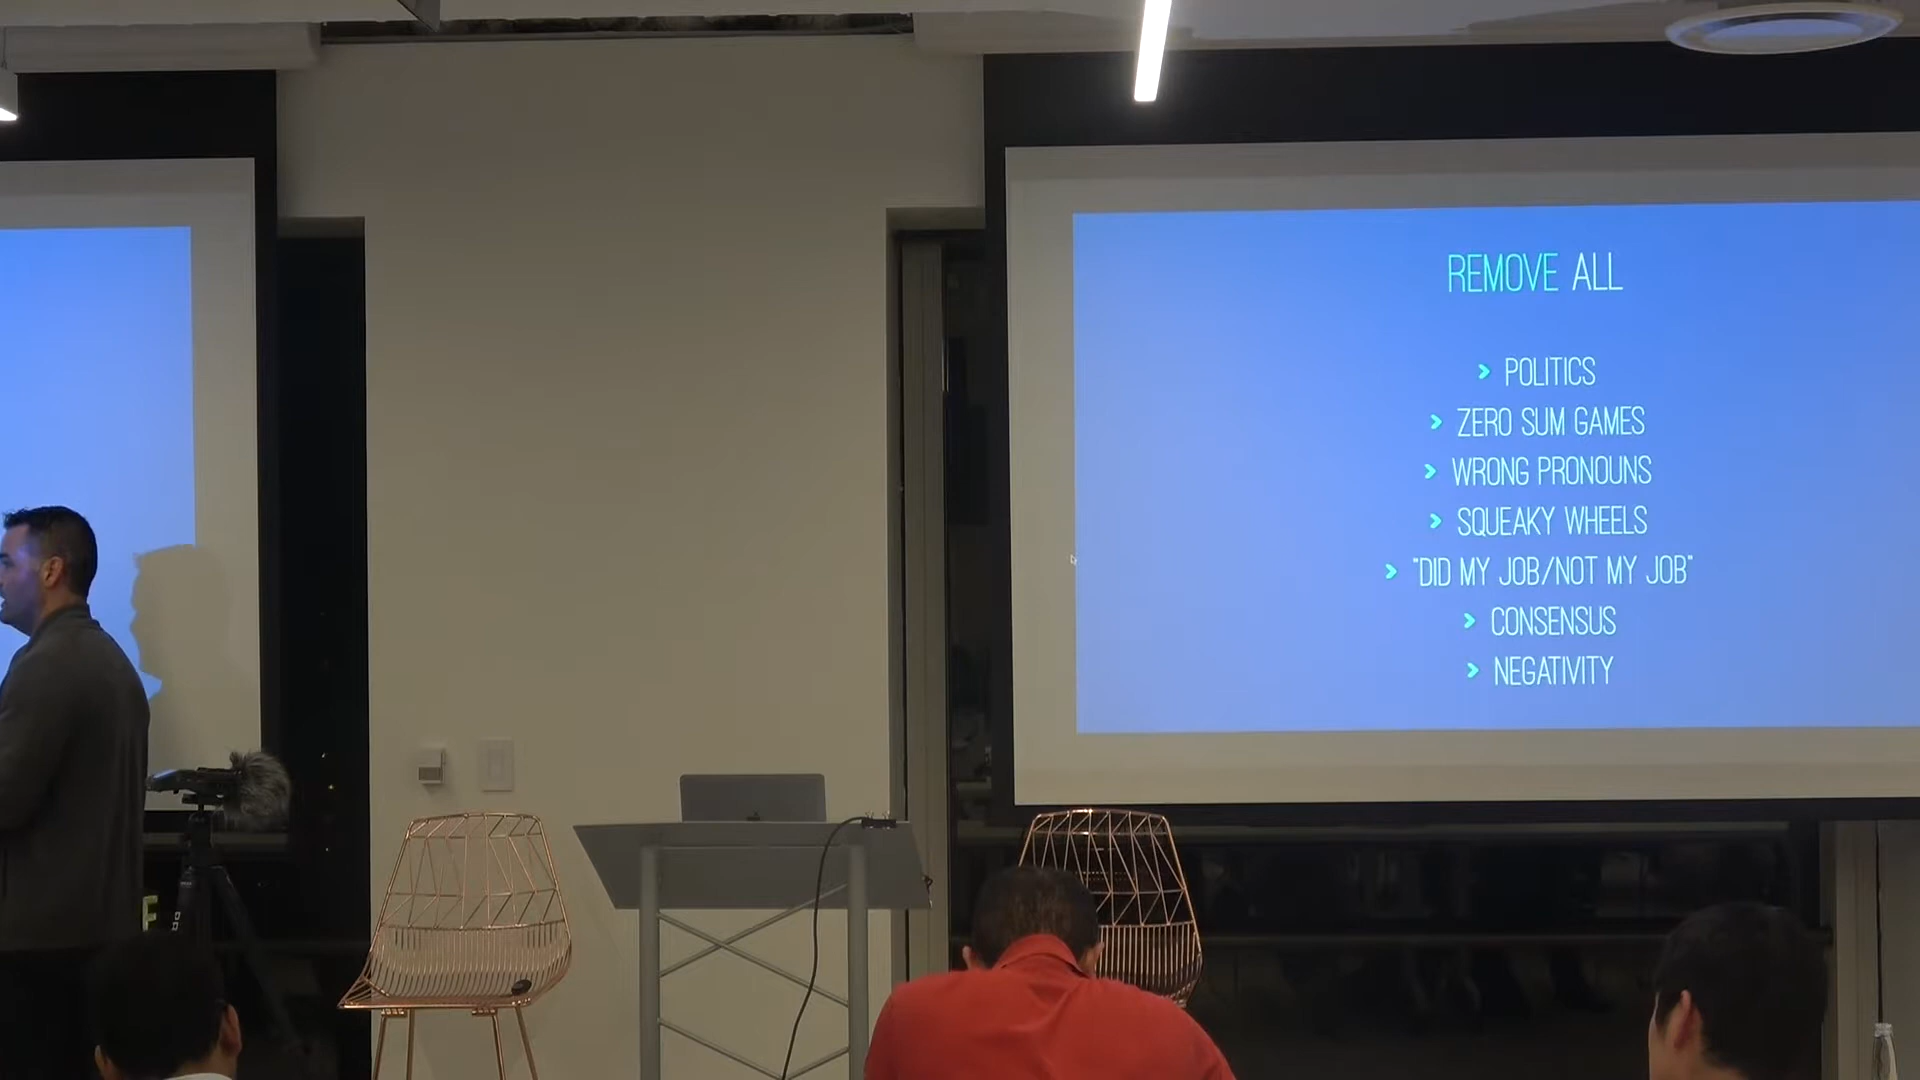 REMOVE ALL
> POLITICS
> ZERO SUM GAMES
> WRONG PRONOUNS
> SQUEAKY WHEELS
> "DID MY JOB/NOT MY JOB"
> CONSENSUS
> NEGATIVITY